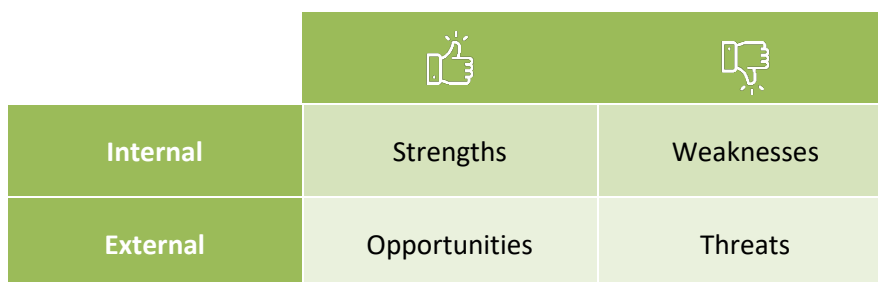 Internal Strengths Weaknesses
External Opportunities Threats